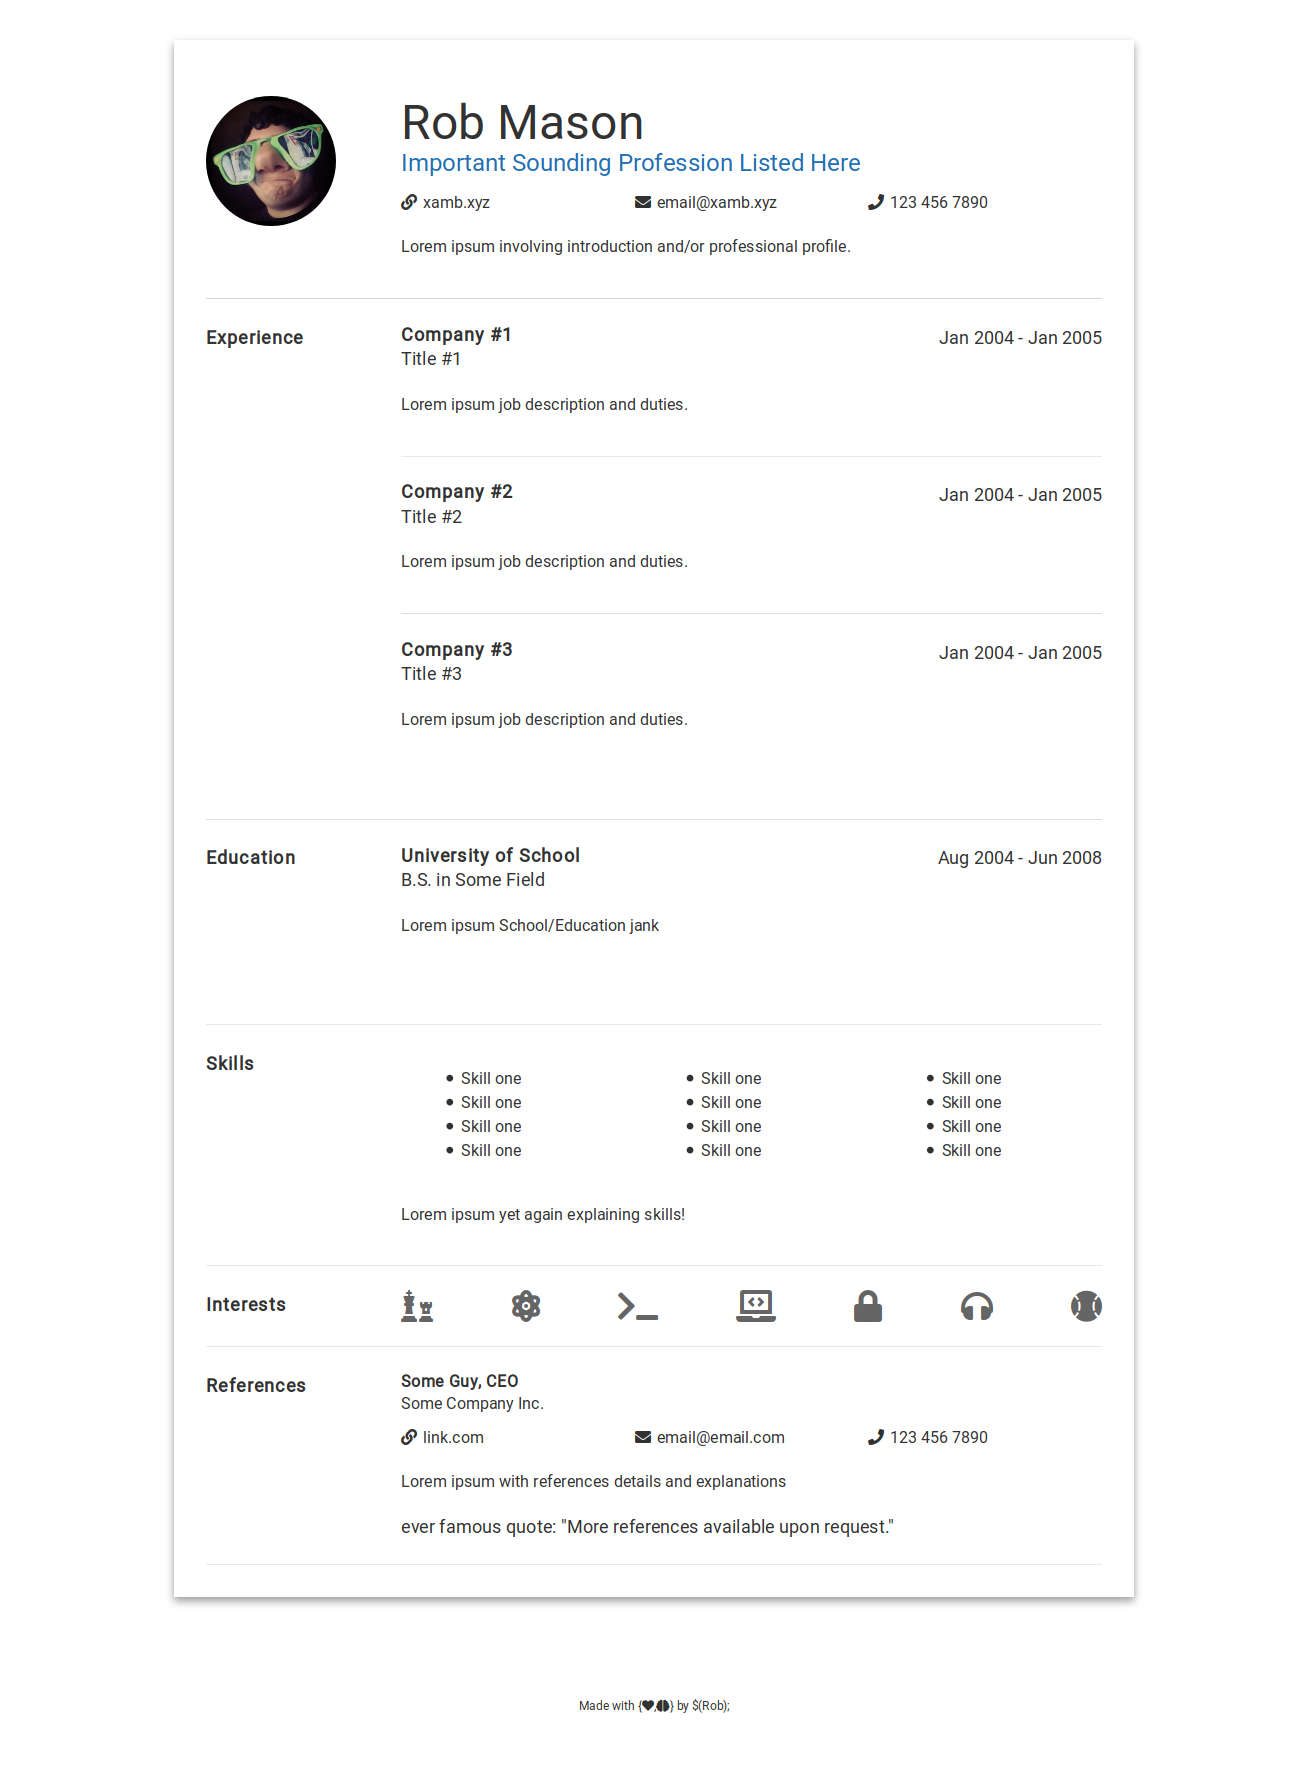 Rob Mason
Important Sounding Profession Listed Here
xamb.xyz email@xamb.xyz 123 456 7890
Lorem ipsum involving introduction and/or professional profile.
Experience
Company #1 Jan 2004 - Jan 2005
Title #1
Lorem ipsum job description and duties.
Company #2 Jan 2004 - Jan 2005
Title #2
Lorem ipsum job description and duties.
Company #3 Jan 2004 - Jan 2005
Title #3
Lorem ipsum job description and duties.
Education
University of School Aug 2004 - Jun 2008
B.S. in Some Field
Lorem ipsum School/Education jank
Skills
• Skill one • Skill one • Skill one
• Skill one • Skill one • Skill one
• Skill one • Skill one • Skill one
• Skill one • Skill one • Skill one
Lorem ipsum yet again explaining skills!
Interests
References
Some Guy, CEO
Some Company Inc.
link.com email@email.com 123 456 7890
Lorem ipsum with references details and explanations
ever famous quote: "More references available upon request."
Made with {♥,} by $(Rob);